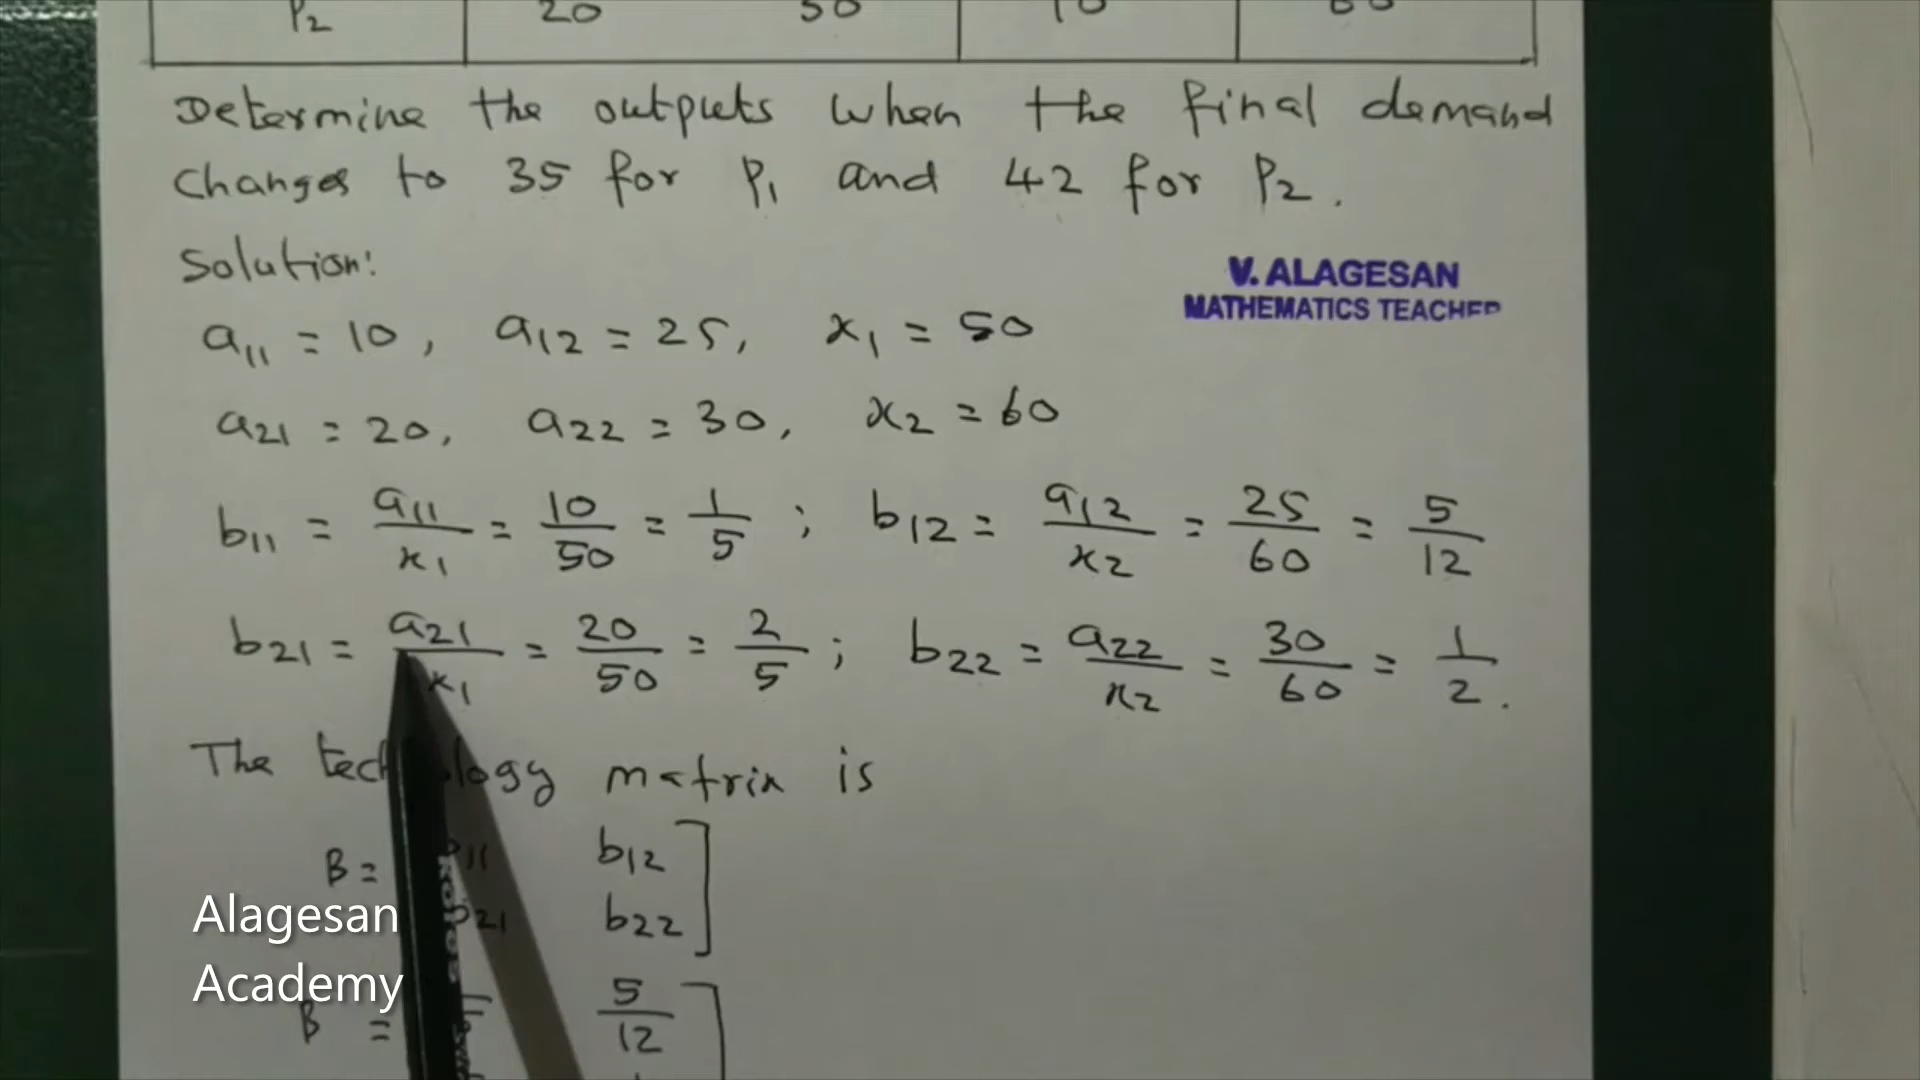 P2 20 30 10 60
Determine the outputs when the final demand
changes to 35 for P1 and 42 for P2.
Solution:
V. ALAGESAN
MATHEMATICS TEACHER
a11 = 10, a12 = 25, x1 = 50
a21 = 20, a22 = 30, x2 = 60
b11 = a11/x1 = 10/50 = 1/5 ; b12 = a12/x2 = 25/60 = 5/12
b21 = a21/x1 = 20/50 = 2/5 ; b22 = a22/x2 = 30/60 = 1/2.
The matrix is
B = b11 b12
b21 b22
B = 5/12
Alagesan
Academy